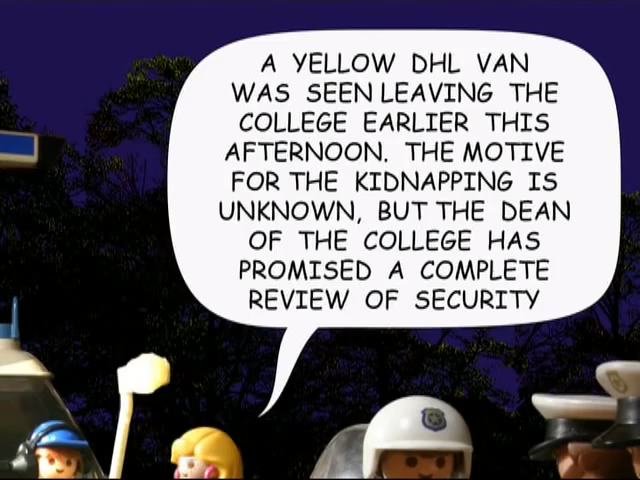 A YELLOW DHL VAN
WAS SEEN LEAVING THE
COLLEGE EARLIER THIS
AFTERNOON. THE MOTIVE
FOR THE KIDNAPPING IS
UNKNOWN, BUT THE DEAN
OF THE COLLEGE HAS
PROMISED A COMPLETE
REVIEW OF SECURITY